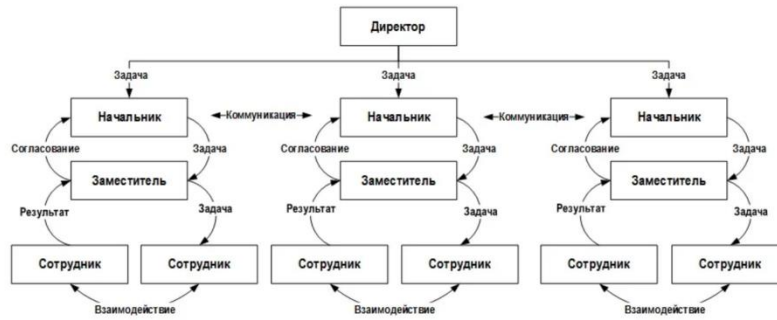 Директор
Задача Задача Задача
Начальник Коммуникация Начальник Коммуникация Начальник
Согласование Задача Согласование Задача Согласование Задача
Заместитель Заместитель Заместитель
Результат Задача Результат Задача Результат Задача
Сотрудник Сотрудник Сотрудник Сотрудник Сотрудник Сотрудник
Взаимодействие Взаимодействие Взаимодействие